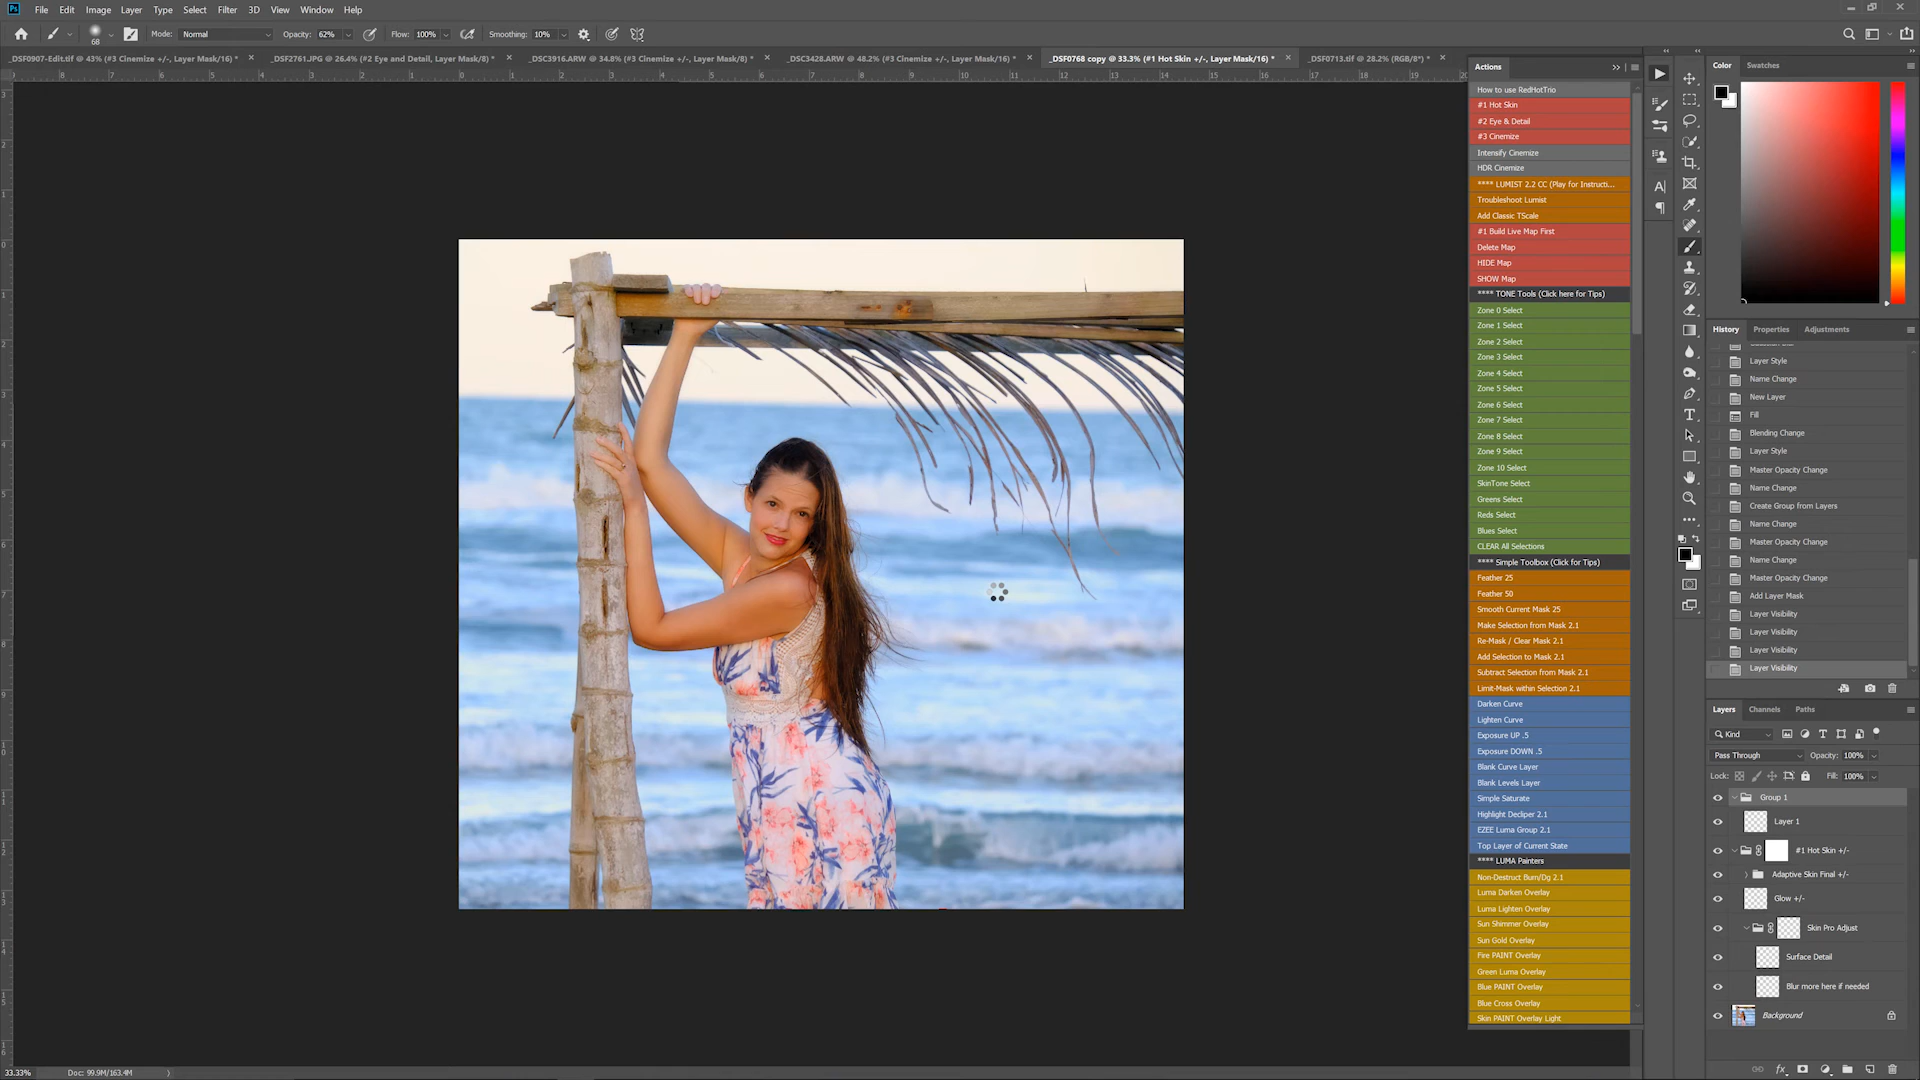 Ps File Edit Image Layer Type Select Filter 3D View Window Help
68 Mode: Normal Opacity: 62% Flow: 100% Smoothing: 10%
_DSF0907-Edit.tif @ 43% (#3 Cinemize +/-, Layer Mask/16) *
_DSF2761.JPG @ 26.4% (#2 Eye and Detail, Layer Mask/8) *
_DSC3916.ARW @ 34.8% (#3 Cinemize +/-, Layer Mask/8) *
_DSC3428.ARW @ 48.2% (#3 Cinemize +/-, Layer Mask/16) *
_DSF0768 copy @ 33.3% (#1 Hot Skin +/-, Layer Mask/16) *
_DSF0713.tif @ 28.2% (RGB/8*) *
Actions
How to use RedHotTrio
#1 Hot Skin
#2 Eye & Detail
#3 Cinemize
Intensify Cinemize
HDR Cinemize
**** LUMIST 2.2 CC (Play for Instructi...
Troubleshoot Lumist
Add Classic TScale
#1 Build Live Map First
Delete Map
HIDE Map
SHOW Map
**** TONE Tools (Click here for Tips)
Zone 0 Select
Zone 1 Select
Zone 2 Select
Zone 3 Select
Zone 4 Select
Zone 5 Select
Zone 6 Select
Zone 7 Select
Zone 8 Select
Zone 9 Select
Zone 10 Select
SkinTone Select
Greens Select
Reds Select
Blues Select
CLEAR All Selections
**** Simple Toolbox (Click for Tips)
Feather 25
Feather 50
Smooth Current Mask 25
Make Selection from Mask 2.1
Re-Mask / Clear Mask 2.1
Add Selection to Mask 2.1
Subtract Selection from Mask 2.1
Limit-Mask within Selection 2.1
Darken Curve
Lighten Curve
Exposure UP .5
Exposure DOWN .5
Blank Curve Layer
Blank Levels Layer
Simple Saturate
Highlight Decliper 2.1
EZEE Luma Group 2.1
Top Layer of Current State
**** LUMA Painters
Non-Destruct Burn/Dg 2.1
Luma Darken Overlay
Luma Lighten Overlay
Sun Shimmer Overlay
Sun Gold Overlay
Fire PAINT Overlay
Green Luma Overlay
Blue PAINT Overlay
Blue Cross Overlay
Skin PAINT Overlay Light
Color Swatches
History Properties Adjustments
Layer Style
Name Change
New Layer
Fill
Blending Change
Layer Style
Master Opacity Change
Name Change
Create Group from Layers
Name Change
Master Opacity Change
Name Change
Master Opacity Change
Add Layer Mask
Layer Visibility
Layer Visibility
Layer Visibility
Layer Visibility
Layers Channels Paths
Kind
Pass Through Opacity: 100%
Lock: Fill: 100%
Group 1
Layer 1
#1 Hot Skin +/-
Adaptive Skin Final +/-
Glow +/-
Skin Pro Adjust
Surface Detail
Blur more here if needed
Background
33.33% Doc: 99.9M/163.4M